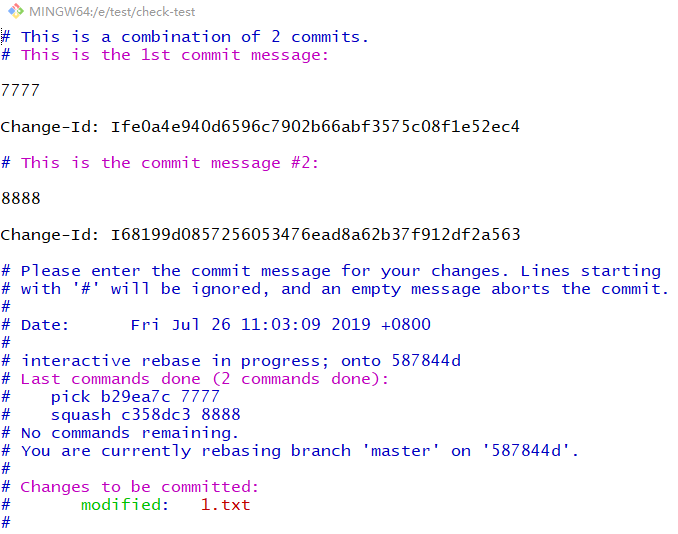 MINGW64:/e/test/check-test
# This is a combination of 2 commits.
# This is the 1st commit message:
7777
Change-Id: Ife0a4e940d6596c7902b66abf3575c08f1e52ec4
# This is the commit message #2:
8888
Change-Id: I68199d0857256053476ead8a62b37f912df2a563
# Please enter the commit message for your changes. Lines starting
# with '#' will be ignored, and an empty message aborts the commit.
#
# Date:      Fri Jul 26 11:03:09 2019 +0800
#
# interactive rebase in progress; onto 587844d
# Last commands done (2 commands done):
#    pick b29ea7c 7777
#    squash c358dc3 8888
# No commands remaining.
# You are currently rebasing branch 'master' on '587844d'.
#
# Changes to be committed:
#       modified:   1.txt
#